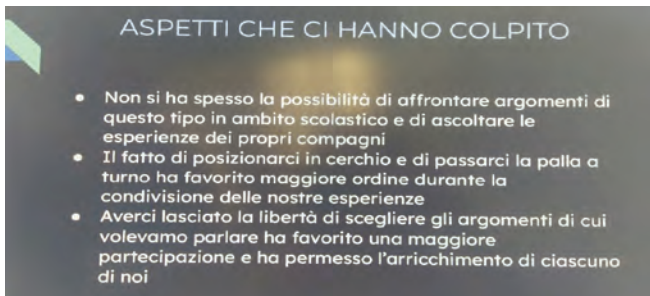 ASPETTI CHE CI HANNO COLPITO
● Non si ha spesso la possibilità di affrontare argomenti di
questo tipo in ambito scolastico e di ascoltare le
esperienze dei propri compagni
● Il fatto di posizionarci in cerchio e di passarci la palla a
turno ha favorito maggiore ordine durante la
condivisione delle nostre esperienze
● Averci lasciato la libertà di scegliere gli argomenti di cui
volevamo parlare ha favorito una maggiore
partecipazione e ha permesso l'arricchimento di ciascuno
di noi